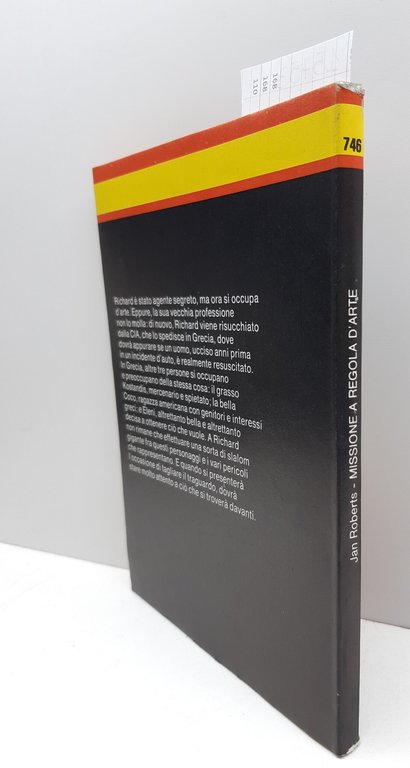 168
168
110
746
Jan Roberts - MISSIONE A REGOLA D'ARTE
Richard è stato agente segreto, ma ora si occupa
d'arte. Eppure, la sua vecchia professione
non lo molla: di nuovo, Richard viene risucchiato
dalla CIA, che lo spedisce in Grecia, dove
dovrà appurare se un uomo, ucciso anni prima
in un incidente d'auto, è realmente resuscitato.
In Grecia, altre tre persone si occupano
e preoccupano della stessa cosa: il grasso
Kostandis, mercenario e spietato; la bella
Coco, ragazza americana con genitori e interessi
greci; e Eleni, altrettanto bella e altrettanto
decisa a ottenere ciò che vuole. A Richard
non rimane che effettuare una sorta di slalom
gigante fra questi personaggi e i vari pericoli
che rappresentano. E quando si presenterà
l'occasione di tagliare il traguardo, dovrà
stare molto attento a ciò che si troverà davanti.